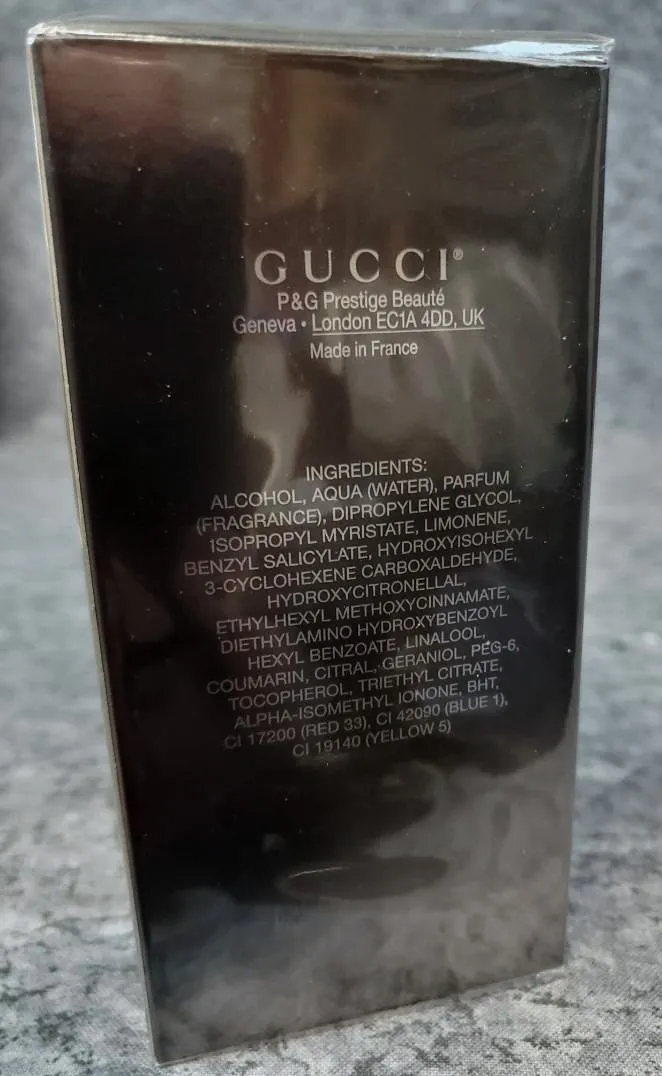 GUCCI®
P&G Prestige Beauté
Geneva • London EC1A 4DD, UK
Made in France
INGREDIENTS:
ALCOHOL, AQUA (WATER), PARFUM
(FRAGRANCE), DIPROPYLENE GLYCOL,
ISOPROPYL MYRISTATE, LIMONENE,
BENZYL SALICYLATE, HYDROXYISOHEXYL
3-CYCLOHEXENE CARBOXALDEHYDE,
HYDROXYCITRONELLAL,
ETHYLHEXYL METHOXYCINNAMATE,
DIETHYLAMINO HYDROXYBENZOYL
HEXYL BENZOATE, LINALOOL,
COUMARIN, CITRAL, GERANIOL, PEG-6,
TOCOPHEROL, TRIETHYL CITRATE,
ALPHA-ISOMETHYL IONONE, BHT,
CI 17200 (RED 33), CI 42090 (BLUE 1),
CI 19140 (YELLOW 5)